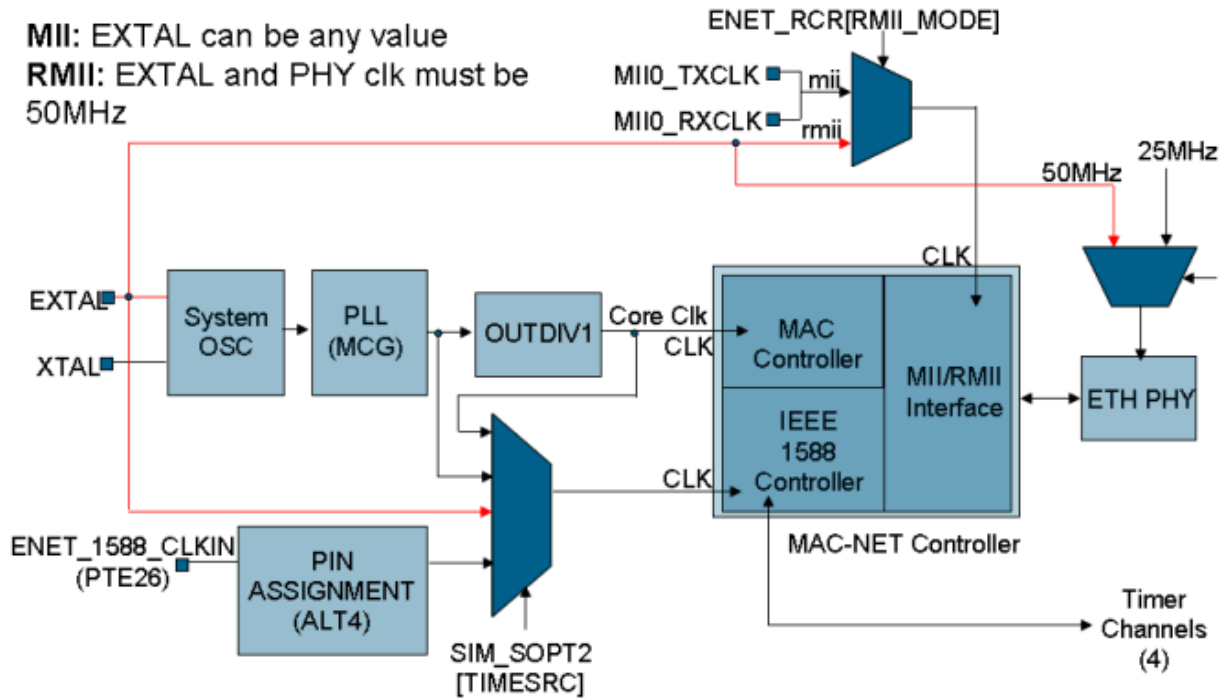 MII: EXTAL can be any value
RMII: EXTAL and PHY clk must be
50MHz
ENET_RCR[RMII_MODE]
MII0_TXCLK
mii
MII0_RXCLK
rmii
25MHz
50MHz
CLK
EXTAL
XTAL
System
OSC
PLL
(MCG)
OUTDIV1
Core Clk
CLK
MAC
Controller
MII/RMII
Interface
IEEE
1588
Controller
ETH PHY
CLK
MAC-NET Controller
ENET_1588_CLKIN
(PTE26)
PIN
ASSIGNMENT
(ALT4)
SIM_SOPT2
[TIMESRC]
Timer
Channels
(4)